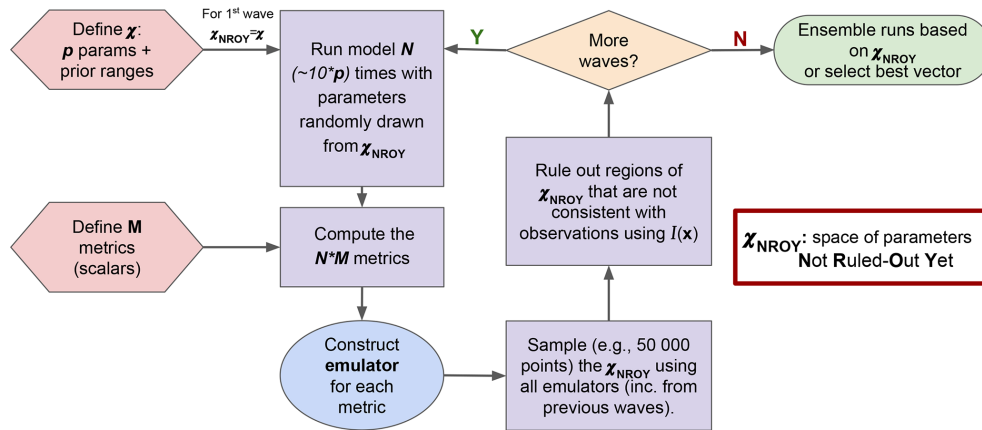 Define 𝝌:
p params +
prior ranges
For 1st wave
𝝌NROY=𝝌
Run model N
(~10*p) times with
parameters
randomly drawn
from 𝝌NROY
Y
More
waves?
N
Ensemble runs based
on 𝝌NROY
or select best vector
Define M
metrics
(scalars)
Compute the
N*M metrics
Rule out regions of
𝝌NROY that are not
consistent with
observations using I(x)
𝝌NROY: space of parameters
Not Ruled-Out Yet
Construct
emulator
for each
metric
Sample (e.g., 50 000
points) the 𝝌NROY using
all emulators (inc. from
previous waves).